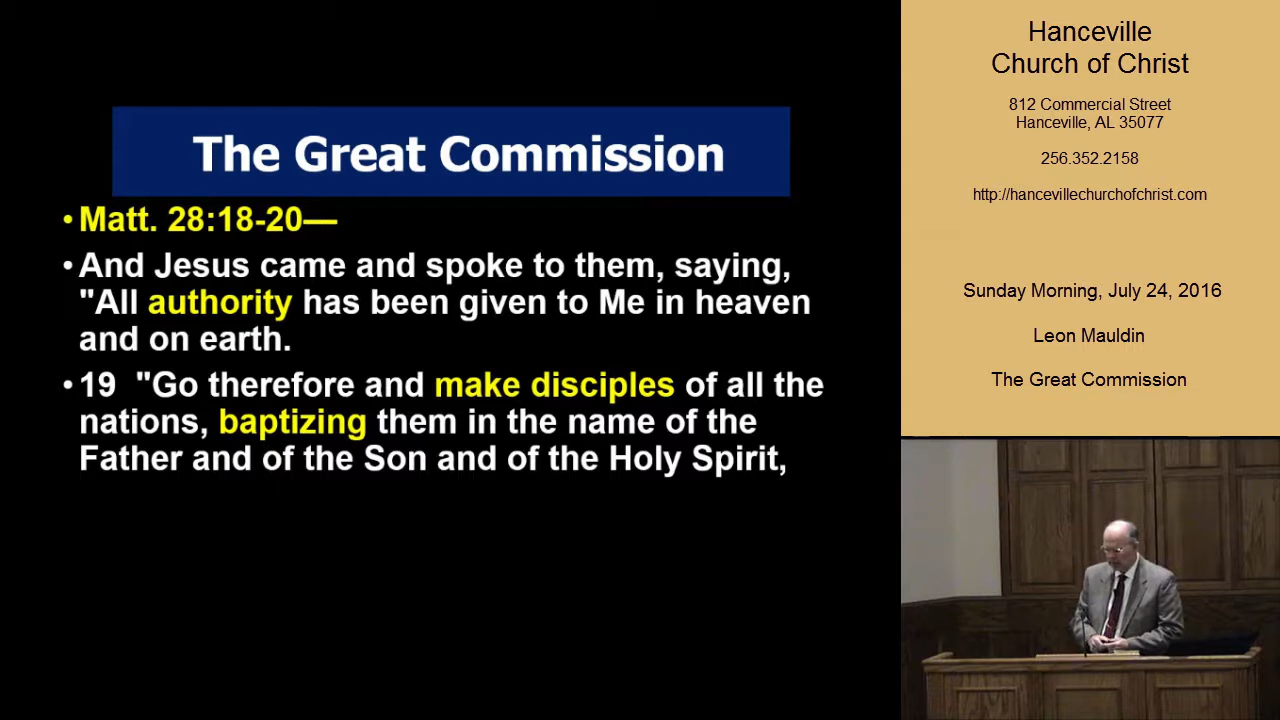 The Great Commission
• Matt. 28:18-20—
• And Jesus came and spoke to them, saying,
"All authority has been given to Me in heaven
and on earth.
• 19 "Go therefore and make disciples of all the
nations, baptizing them in the name of the
Father and of the Son and of the Holy Spirit,
Hanceville
Church of Christ
812 Commercial Street
Hanceville, AL 35077
256.352.2158
http://hancevillechurchofchrist.com
Sunday Morning, July 24, 2016
Leon Mauldin
The Great Commission